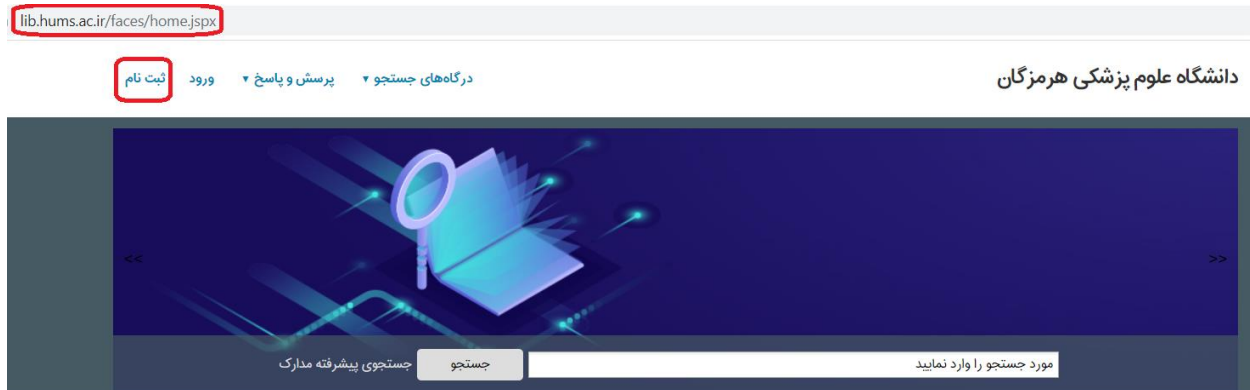 lib.hums.ac.ir/faces/home.jspx
دانشگاه علوم پزشکی هرمزگان
درگاه‌های جستجو ▾ پرسش و پاسخ ▾ ورود ثبت نام
<< >>
مورد جستجو را وارد نمایید جستجو جستجوی پیشرفته مدارک